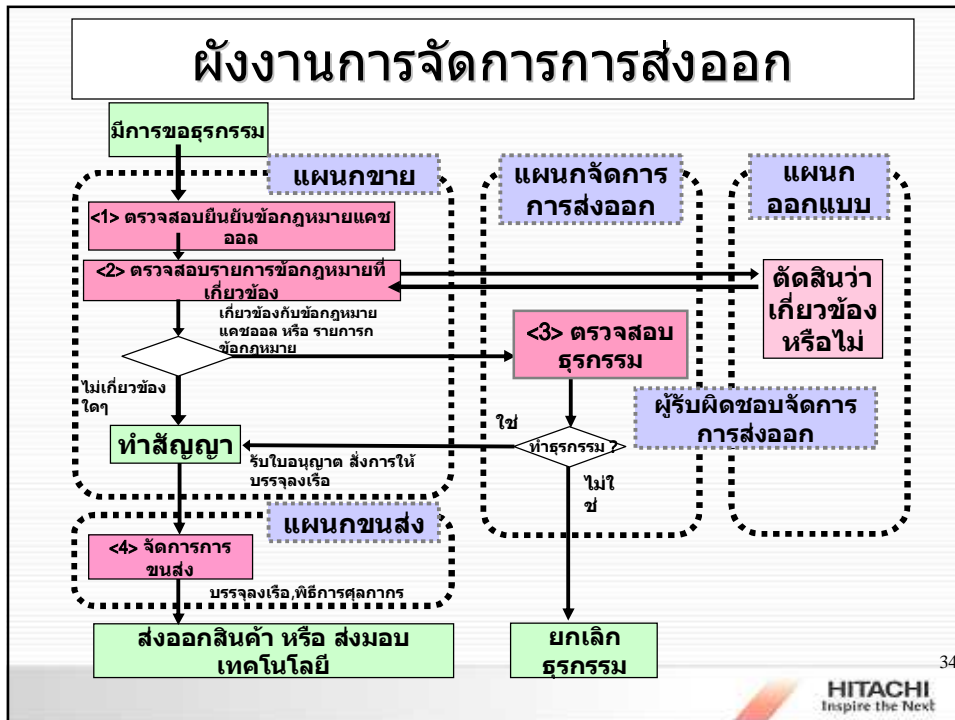 ผังงานการจัดการการส่งออก
มีการขอธุรกรรม
แผนกขาย
แผนกจัดการ
การส่งออก
แผนก
ออกแบบ
<1> ตรวจสอบยืนยันข้อกฎหมายแคช
ออล
<2> ตรวจสอบรายการข้อกฎหมายที่
เกี่ยวข้อง
ตัดสินว่า
เกี่ยวข้อง
หรือไม่
เกี่ยวข้องกับข้อกฎหมาย
แคชออล หรือ รายการก
ข้อกฎหมาย
<3> ตรวจสอบ
ธุรกรรม
ไม่เกี่ยวข้อง
ใดๆ
ผู้รับผิดชอบจัดการ
การส่งออก
ใช่
ทำสัญญา
ทำธุรกรรม ?
รับใบอนุญาต สั่งการให้
บรรจุลงเรือ
ไม่ใ
ช่
แผนกขนส่ง
<4> จัดการการ
ขนส่ง
บรรจุลงเรือ,พิธีการศุลกากร
ส่งออกสินค้า หรือ ส่งมอบ
เทคโนโลยี
ยกเลิก
ธุรกรรม
34
HITACHI
Inspire the Next